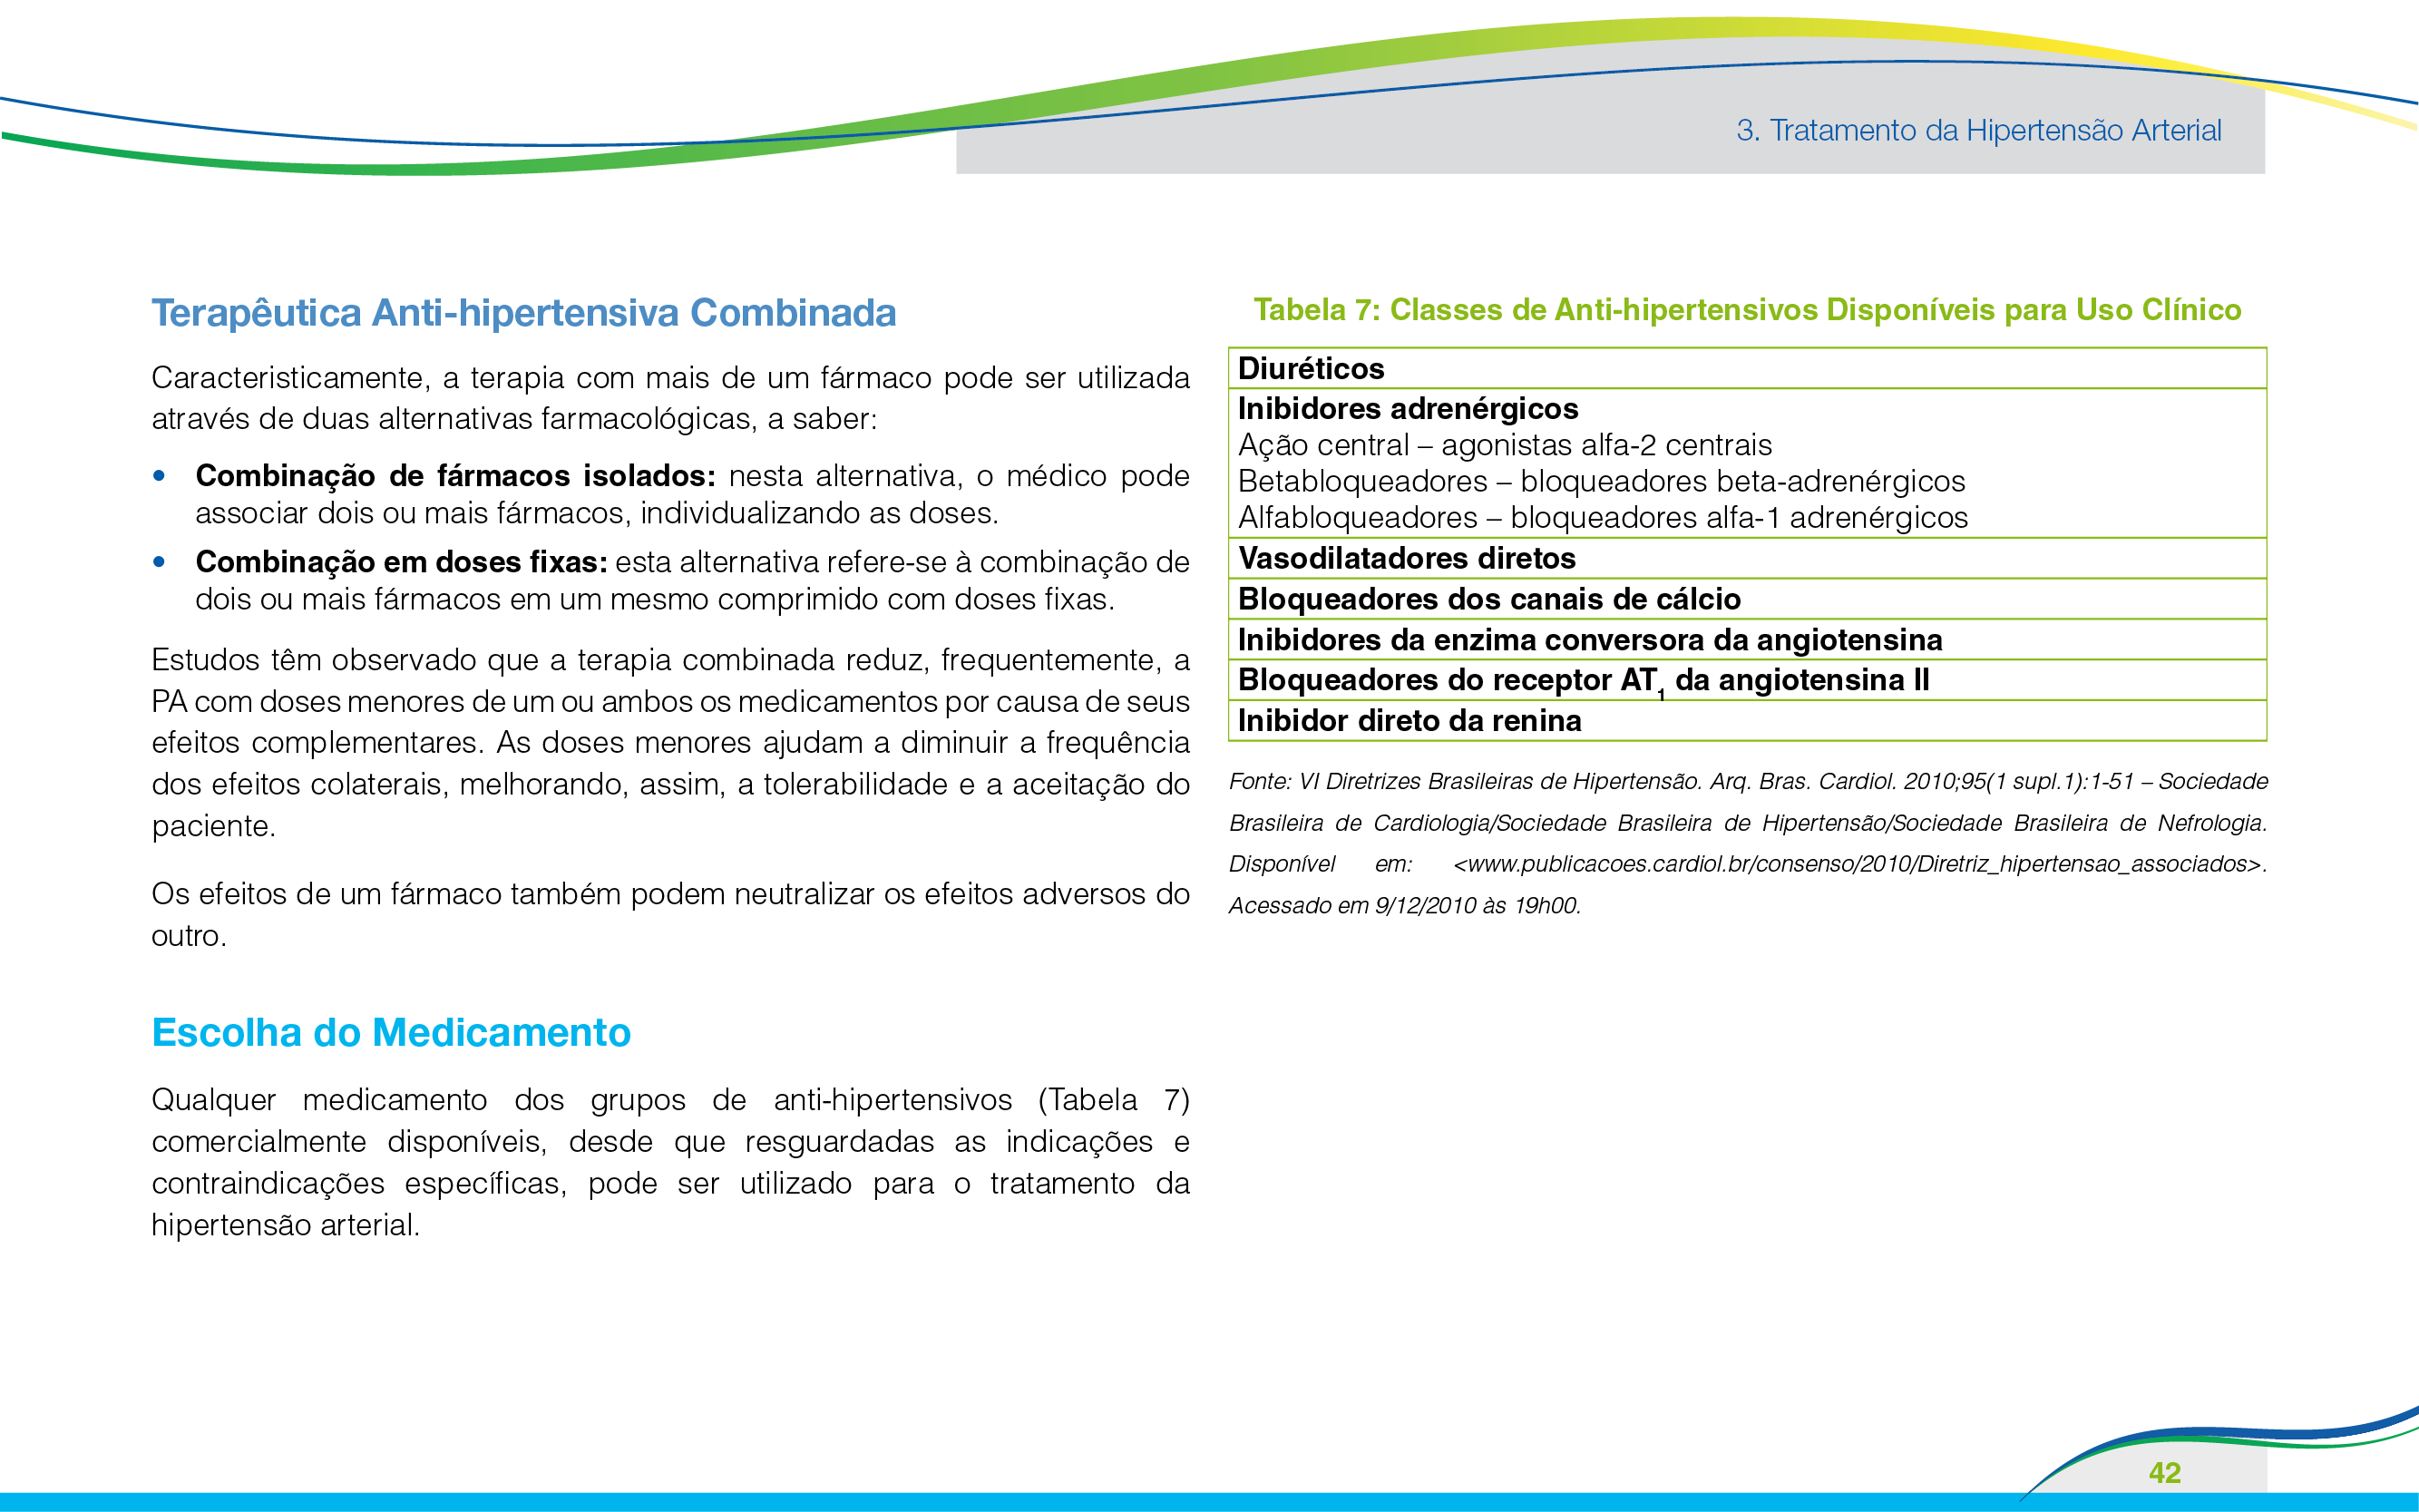 3. Tratamento da Hipertensão Arterial
Terapêutica Anti-hipertensiva Combinada
Caracteristicamente, a terapia com mais de um fármaco pode ser utilizada
através de duas alternativas farmacológicas, a saber:
• Combinação de fármacos isolados: nesta alternativa, o médico pode
associar dois ou mais fármacos, individualizando as doses.
• Combinação em doses fixas: esta alternativa refere-se à combinação de
dois ou mais fármacos em um mesmo comprimido com doses fixas.
Estudos têm observado que a terapia combinada reduz, frequentemente, a
PA com doses menores de um ou ambos os medicamentos por causa de seus
efeitos complementares. As doses menores ajudam a diminuir a frequência
dos efeitos colaterais, melhorando, assim, a tolerabilidade e a aceitação do
paciente.
Os efeitos de um fármaco também podem neutralizar os efeitos adversos do
outro.
Escolha do Medicamento
Qualquer medicamento dos grupos de anti-hipertensivos (Tabela 7)
comercialmente disponíveis, desde que resguardadas as indicações e
contraindicações específicas, pode ser utilizado para o tratamento da
hipertensão arterial.
Tabela 7: Classes de Anti-hipertensivos Disponíveis para Uso Clínico
Diuréticos
Inibidores adrenérgicos
Ação central – agonistas alfa-2 centrais
Betabloqueadores – bloqueadores beta-adrenérgicos
Alfabloqueadores – bloqueadores alfa-1 adrenérgicos
Vasodilatadores diretos
Bloqueadores dos canais de cálcio
Inibidores da enzima conversora da angiotensina
Bloqueadores do receptor AT1 da angiotensina II
Inibidor direto da renina
Fonte: VI Diretrizes Brasileiras de Hipertensão. Arq. Bras. Cardiol. 2010;95(1 supl.1):1-51 – Sociedade
Brasileira de Cardiologia/Sociedade Brasileira de Hipertensão/Sociedade Brasileira de Nefrologia.
Disponível em: <www.publicacoes.cardiol.br/consenso/2010/Diretriz_hipertensao_associados>.
Acessado em 9/12/2010 às 19h00.
42